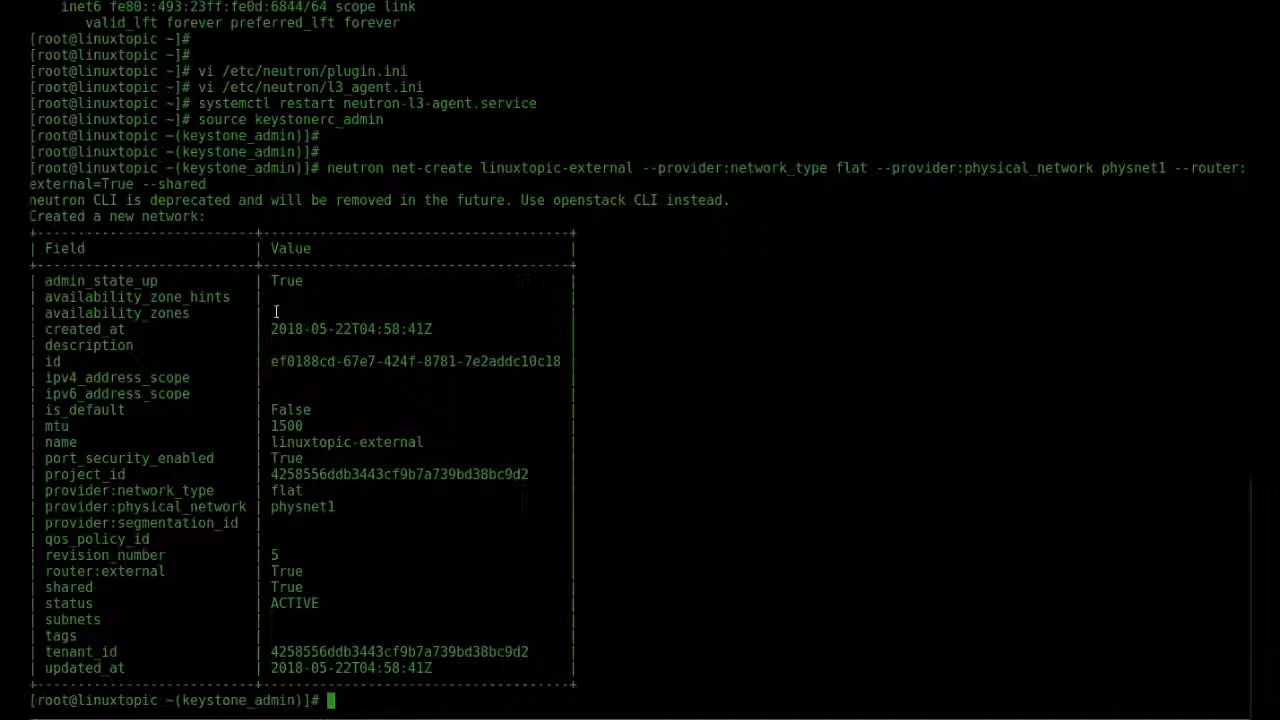 inet6 fe80::493:23ff:fe0d:6844/64 scope link
valid_lft forever preferred_lft forever
[root@linuxtopic ~]#
[root@linuxtopic ~]#
[root@linuxtopic ~]# vi /etc/neutron/plugin.ini
[root@linuxtopic ~]# vi /etc/neutron/l3_agent.ini
[root@linuxtopic ~]# systemctl restart neutron-l3-agent.service
[root@linuxtopic ~]# source keystonerc_admin
[root@linuxtopic ~(keystone_admin)]#
[root@linuxtopic ~(keystone_admin)]#
[root@linuxtopic ~(keystone_admin)]# neutron net-create linuxtopic-external --provider:network_type flat --provider:physical_network physnet1 --router:
external=True --shared
neutron CLI is deprecated and will be removed in the future. Use openstack CLI instead.
Created a new network:
+---------------------------+--------------------------------------+
| Field | Value |
+---------------------------+--------------------------------------+
| admin_state_up | True |
| availability_zone_hints | |
| availability_zones | |
| created_at | 2018-05-22T04:58:41Z |
| description | |
| id | ef0188cd-67e7-424f-8781-7e2addc10c18 |
| ipv4_address_scope | |
| ipv6_address_scope | |
| is_default | False |
| mtu | 1500 |
| name | linuxtopic-external |
| port_security_enabled | True |
| project_id | 4258556ddb3443cf9b7a739bd38bc9d2 |
| provider:network_type | flat |
| provider:physical_network | physnet1 |
| provider:segmentation_id | |
| qos_policy_id | |
| revision_number | 5 |
| router:external | True |
| shared | True |
| status | ACTIVE |
| subnets | |
| tags | |
| tenant_id | 4258556ddb3443cf9b7a739bd38bc9d2 |
| updated_at | 2018-05-22T04:58:41Z |
+---------------------------+--------------------------------------+
[root@linuxtopic ~(keystone_admin)]#